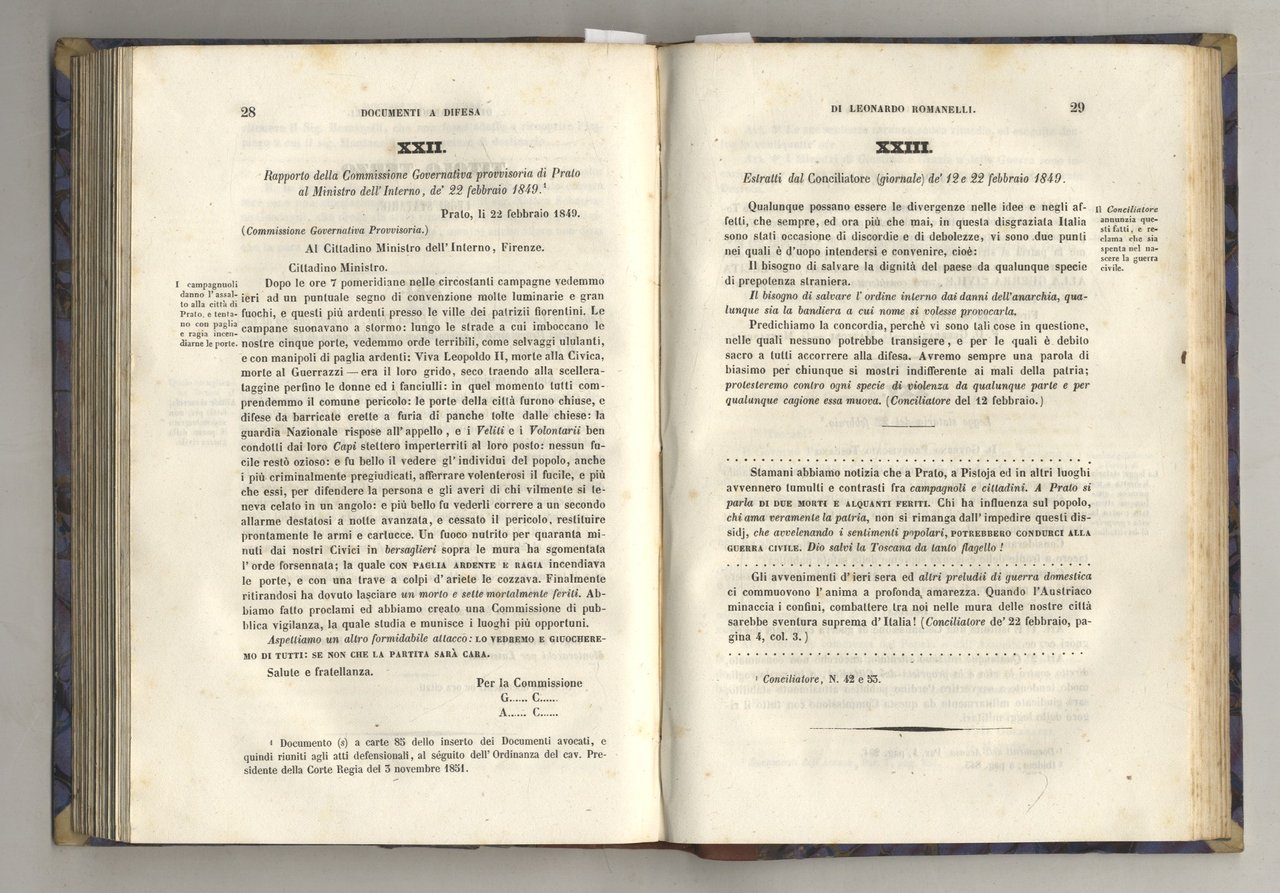 28
DOCUMENTI A DIFESA
XXII.
Rapporto della Commissione Governativa provvisoria di Prato
al Ministro dell'Interno, de' 22 febbraio 1849.¹
Prato, li 22 febbraio 1849.
(Commissione Governativa Provvisoria.)
Al Cittadino Ministro dell'Interno, Firenze.
Cittadino Ministro.
I campagnuoli
danno l'assal-
to alla città di
Prato, e tenta-
no con paglia
e ragia incen-
diarne le porte.
Dopo le ore 7 pomeridiane nelle circostanti campagne vedemmo
ieri ad un puntuale segno di convenzione molte luminarie e gran
fuochi, e questi più ardenti presso le ville dei patrizii fiorentini. Le
campane suonavano a stormo: lungo le strade a cui imboccano le
nostre cinque porte, vedemmo orde terribili, come selvaggi ululanti,
e con manipoli di paglia ardenti: Viva Leopoldo II, morte alla Civica,
morte al Guerrazzi — era il loro grido, seco traendo alla scellera-
taggine perfino le donne ed i fanciulli: in quel momento tutti com-
prendemmo il comune pericolo: le porte della città furono chiuse, e
difese da barricate erette a furia di panche tolte dalle chiese: la
guardia Nazionale rispose all'appello, e i Veliti e i Volontarii ben
condotti dai loro Capi stettero imperterriti al loro posto: nessun fu-
cile restò ozioso: e fu bello il vedere gl'individui del popolo, anche
i più criminalmente pregiudicati, afferrare volenterosi il fucile, e più
che essi, per difendere la persona e gli averi di chi vilmente si te-
neva celato in un angolo: e più bello fu vederli correre a un secondo
allarme destatosi a notte avanzata, e cessato il pericolo, restituire
prontamente le armi e cartucce. Un fuoco nutrito per quaranta mi-
nuti dai nostri Civici in bersaglieri sopra le mura ha sgomentata
l'orde forsennata; la quale CON PAGLIA ARDENTE E RAGIA incendiava
le porte, e con una trave a colpi d'ariete le cozzava. Finalmente
ritirandosi ha dovuto lasciare un morto e sette mortalmente feriti. Ab-
biamo fatto proclami ed abbiamo creato una Commissione di pub-
blica vigilanza, la quale studia e munisce i luoghi più opportuni.
Aspettiamo un altro formidabile attacco: LO VEDREMO E GIUOCHERE-
MO DI TUTTI: SE NON CHE LA PARTITA SARÀ CARA.
Salute e fratellanza.
Per la Commissione
G...... C......
A...... C......
¹ Documento (s) a carte 85 dello inserto dei Documenti avocati, e
quindi riuniti agli atti defensionali, al séguito dell'Ordinanza del cav. Pre-
sidente della Corte Regia del 3 novembre 1851.
DI LEONARDO ROMANELLI.
29
XXIII.
Estratti dal Conciliatore (giornale) de' 12 e 22 febbraio 1849.
Qualunque possano essere le divergenze nelle idee e negli af-
fetti, che sempre, ed ora più che mai, in questa disgraziata Italia
sono stati occasione di discordie e di debolezze, vi sono due punti
nei quali è d'uopo intendersi e convenire, cioè:
Il bisogno di salvare la dignità del paese da qualunque specie
di prepotenza straniera.
Il bisogno di salvare l'ordine interno dai danni dell'anarchia, qua-
lunque sia la bandiera a cui nome si volesse provocarla.
Predichiamo la concordia, perchè vi sono tali cose in questione,
nelle quali nessuno potrebbe transigere, e per le quali è debito
sacro a tutti accorrere alla difesa. Avremo sempre una parola di
biasimo per chiunque si mostri indifferente ai mali della patria;
protesteremo contro ogni specie di violenza da qualunque parte e per
qualunque cagione essa muova. (Conciliatore del 12 febbraio.)
Il Conciliatore
annunzia que-
sti fatti, e re-
clama che sia
spenta nel na-
scere la guerra
civile.
Stamani abbiamo notizia che a Prato, a Pistoja ed in altri luoghi
avvennero tumulti e contrasti fra campagnoli e cittadini. A Prato si
parla DI DUE MORTI E ALQUANTI FERITI. Chi ha influenza sul popolo,
chi ama veramente la patria, non si rimanga dall'impedire questi dis-
sidj, che avvelenando i sentimenti popolari, POTREBBERO CONDURCI ALLA
GUERRA CIVILE. Dio salvi la Toscana da tanto flagello!
Gli avvenimenti d'ieri sera ed altri preludii di guerra domestica
ci commuovono l'anima a profonda amarezza. Quando l'Austriaco
minaccia i confini, combattere tra noi nelle mura delle nostre città
sarebbe sventura suprema d'Italia! (Conciliatore de' 22 febbraio, pa-
gina 4, col. 3.)
¹ Conciliatore, N. 42 e 53.